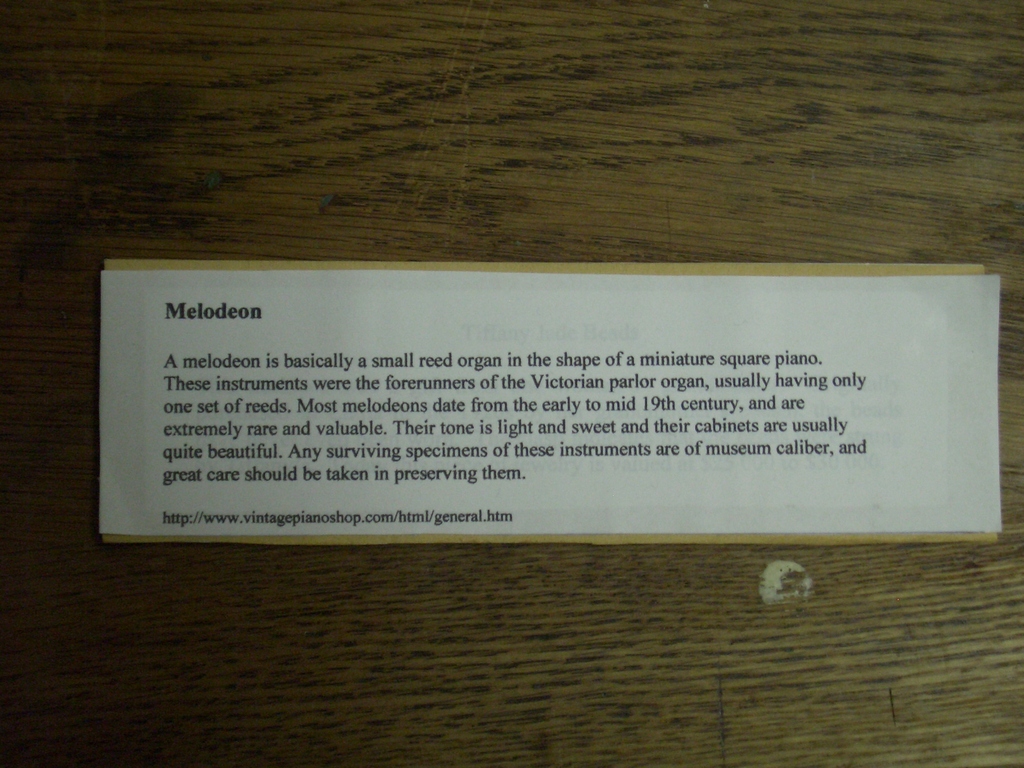 Melodeon
Tiffany Jade Beads
A melodeon is basically a small reed organ in the shape of a miniature square piano.
These instruments were the forerunners of the Victorian parlor organ, usually having only
one set of reeds. Most melodeons date from the early to mid 19th century, and are
extremely rare and valuable. Their tone is light and sweet and their cabinets are usually
quite beautiful. Any surviving specimens of these instruments are of museum caliber, and
great care should be taken in preserving them.
http://www.vintagepianoshop.com/html/general.htm